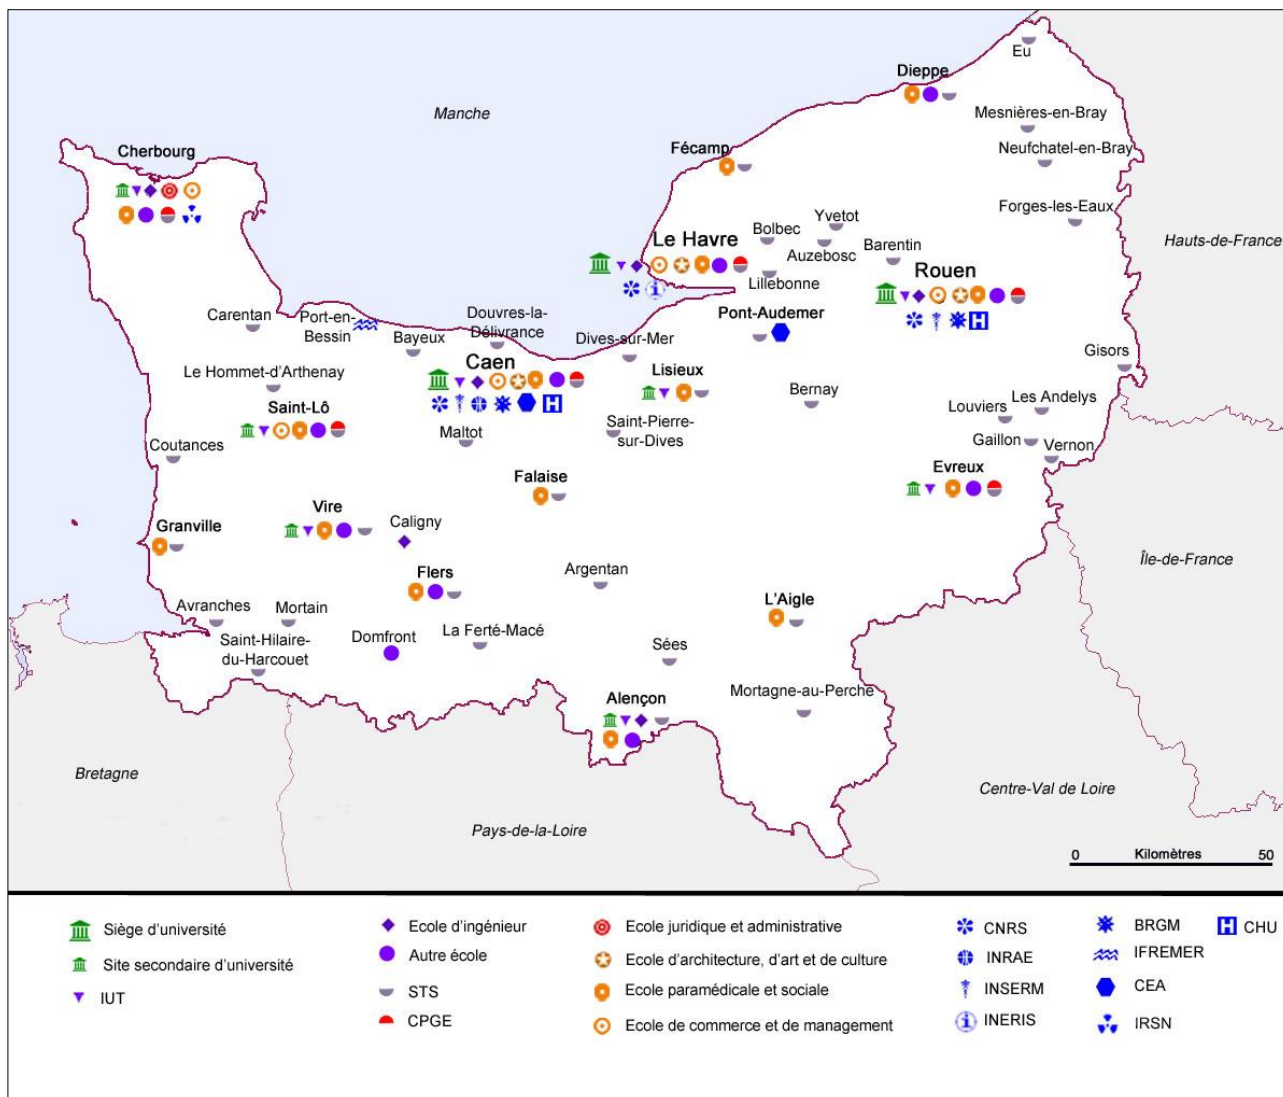 Eu
Dieppe
Mesnières-en-Bray
Manche
Neufchatel-en-Bray
Fécamp
Cherbourg
Forges-les-Eaux
Yvetot
Bolbec
Hauts-de-France
Le Havre
Auzebosc
Barentin
Rouen
Lillebonne
Carentan
Port-en-
Bessin
Douvres-la-
Délivrance
Pont-Audemer
Bayeux
Dives-sur-Mer
Gisors
Caen
Lisieux
Le Hommet-d'Arthenay
Bernay
Les Andelys
Saint-Lô
Louviers
Saint-Pierre-
sur-Dives
Maltot
Gaillon
Vernon
Coutances
Evreux
Falaise
Vire
Caligny
Granville
Île-de-France
Flers
Argentan
L'Aigle
Avranches
Mortain
Domfront
La Ferté-Macé
Saint-Hilaire-
du-Harcouet
Sées
Mortagne-au-Perche
Alençon
Bretagne
Centre-Val de Loire
Pays-de-la-Loire
0 Kilomètres 50
Siège d'université
Site secondaire d'université
IUT
Ecole d'ingénieur
Autre école
STS
CPGE
Ecole juridique et administrative
Ecole d'architecture, d'art et de culture
Ecole paramédicale et sociale
Ecole de commerce et de management
CNRS
INRAE
INSERM
INERIS
BRGM
IFREMER
CEA
IRSN
H CHU